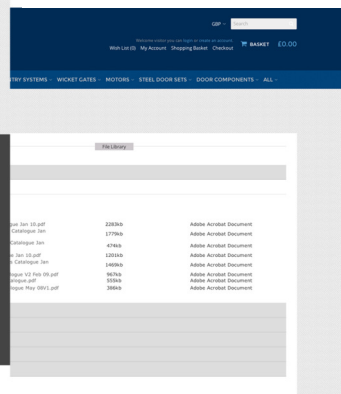 GBP
Search
Welcome visitor you can login or create an account.
Wish List (0) My Account Shopping Basket Checkout
BASKET £0.00
TRY SYSTEMS WICKET GATES MOTORS STEEL DOOR SETS DOOR COMPONENTS ALL
File Library
gue Jan 10.pdf 2283kb Adobe Acrobat Document
Catalogue Jan 1779kb Adobe Acrobat Document
Catalogue Jan 474kb Adobe Acrobat Document
e Jan 10.pdf 1201kb Adobe Acrobat Document
e Catalogue Jan 1469kb Adobe Acrobat Document
logue V2 Feb 09.pdf 967kb Adobe Acrobat Document
alogue.pdf 555kb Adobe Acrobat Document
logue May 08V1.pdf 386kb Adobe Acrobat Document